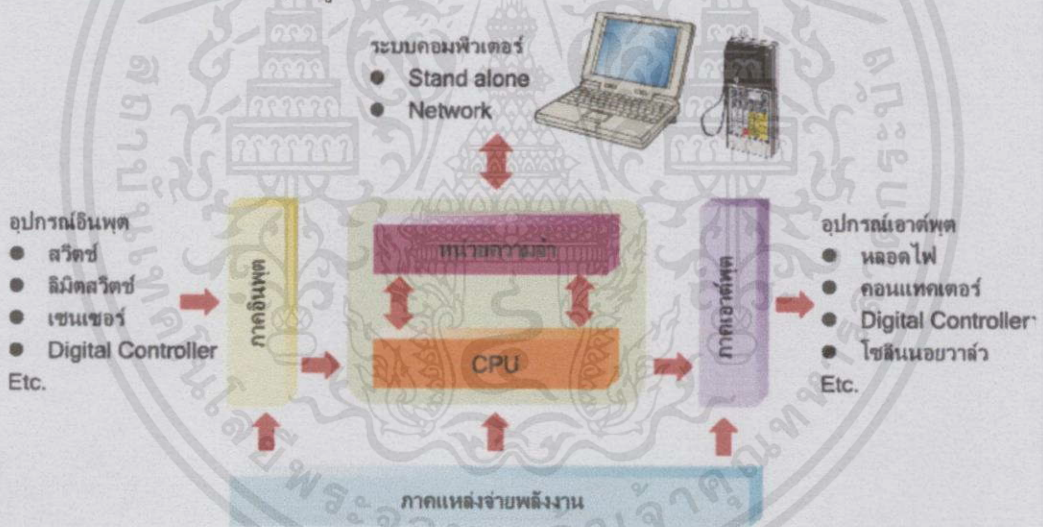 ระบบคอมพิวเตอร์
● Stand alone
● Network
อุปกรณ์อินพุต
● สวิตช์
● ลิมิตสวิตช์
● เซนเซอร์
● Digital Controller
Etc.
ภาคอินพุต
หน่วยความจำ
CPU
ภาคเอาต์พุต
อุปกรณ์เอาต์พุต
● หลอดไฟ
● คอนแทคเตอร์
● Digital Controller
● โซลินนอยวาล์ว
Etc.
ภาคแหล่งจ่ายพลังงาน